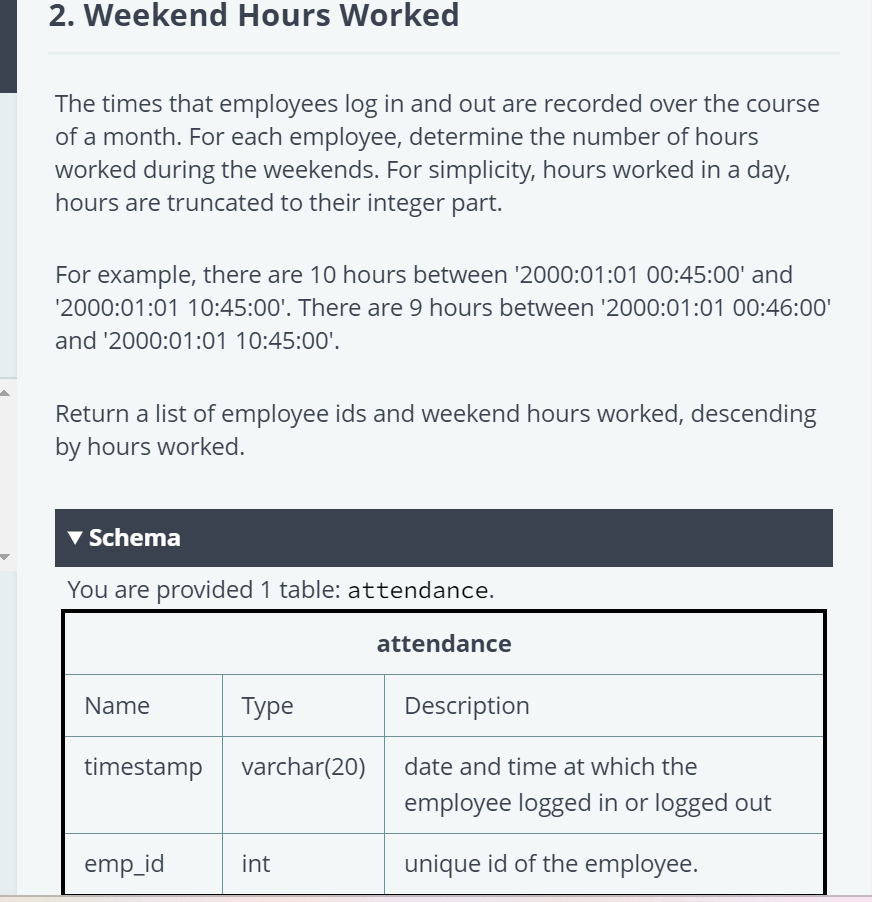 2. Weekend Hours Worked
The times that employees log in and out are recorded over the course
of a month. For each employee, determine the number of hours
worked during the weekends. For simplicity, hours worked in a day,
hours are truncated to their integer part.
For example, there are 10 hours between '2000:01:01 00:45:00' and
'2000:01:01 10:45:00'. There are 9 hours between '2000:01:01 00:46:00'
and '2000:01:01 10:45:00'.
Return a list of employee ids and weekend hours worked, descending
by hours worked.
▼ Schema
You are provided 1 table: attendance.
attendance
Name Type Description
timestamp varchar(20) date and time at which the
employee logged in or logged out
emp_id int unique id of the employee.